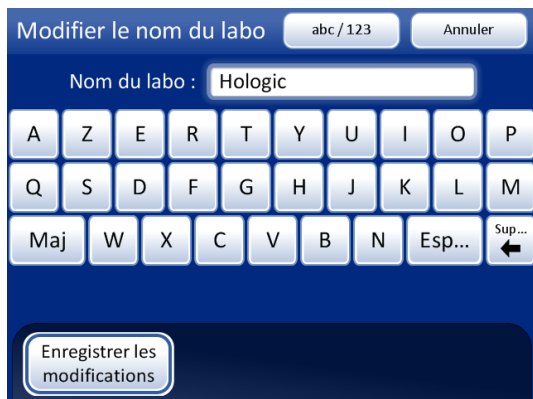 Modifier le nom du labo abc / 123 Annuler
Nom du labo : Hologic
A Z E R T Y U I O P
Q S D F G H J K L M
Maj W X C V B N Esp... Sup...
Enregistrer les
modifications